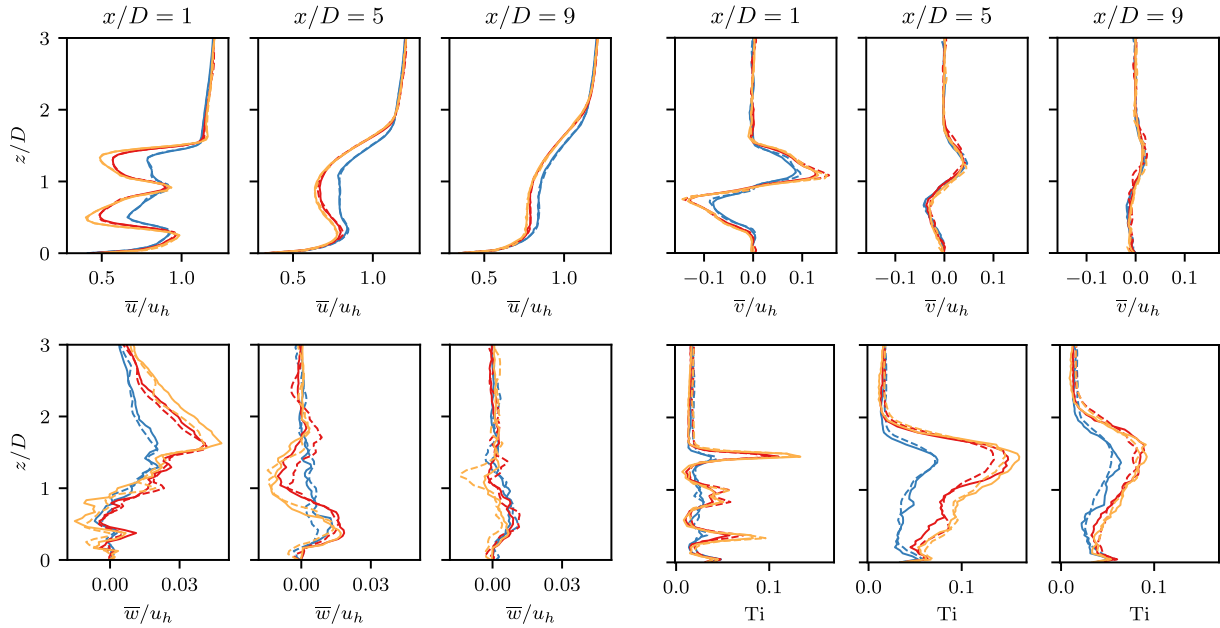 x/D = 1 x/D = 5 x/D = 9 x/D = 1 x/D = 5 x/D = 9
3
2
z/D
1
0
0.5 1.0 0.5 1.0 0.5 1.0 −0.1 0.0 0.1 −0.1 0.0 0.1 −0.1 0.0 0.1
u̅/u_h u̅/u_h u̅/u_h v̅/u_h v̅/u_h v̅/u_h
3
2
z/D
1
0
0.00 0.03 0.00 0.03 0.00 0.03 0.0 0.1 0.0 0.1 0.0 0.1
w̅/u_h w̅/u_h w̅/u_h Ti Ti Ti